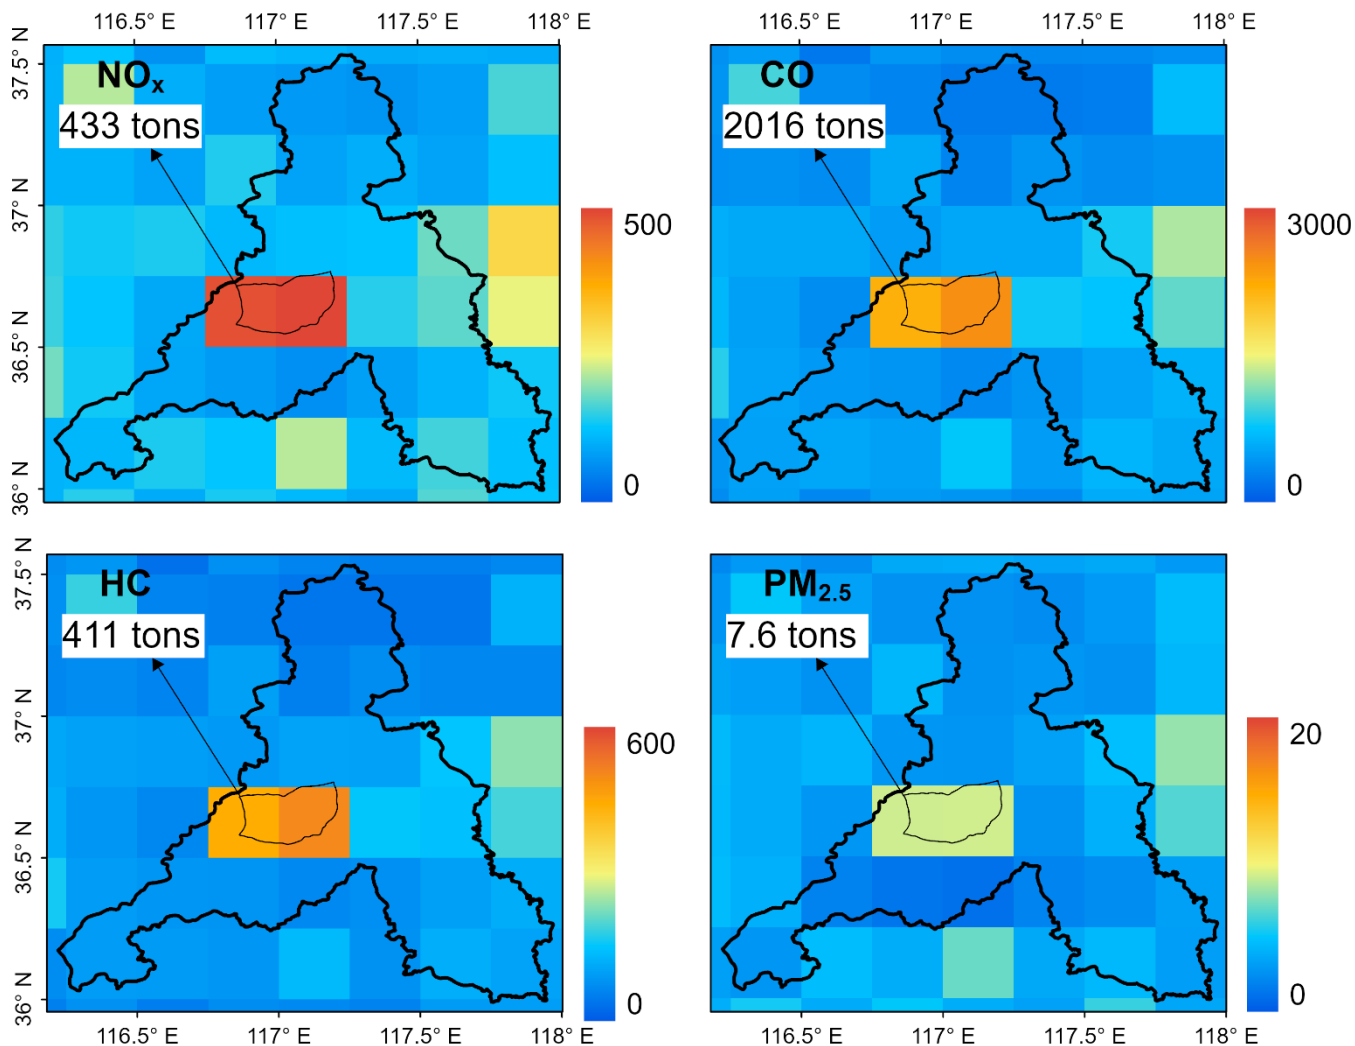 116.5° E 117° E 117.5° E 118° E 116.5° E 117° E 117.5° E 118° E
37.5° N
37° N
36.5° N
36° N
NOx
433 tons
500
0
CO
2016 tons
3000
0
37.5° N
37° N
36.5° N
36° N
HC
411 tons
600
0
PM2.5
7.6 tons
20
0
116.5° E 117° E 117.5° E 118° E 116.5° E 117° E 117.5° E 118° E